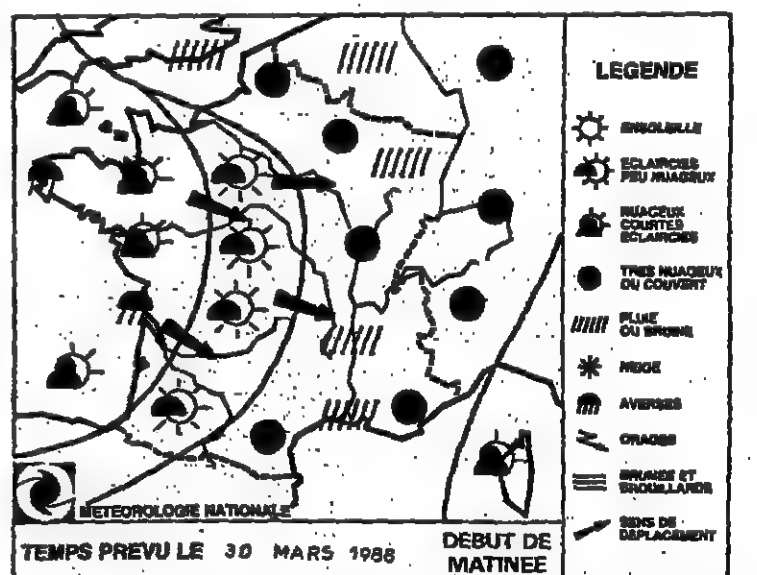 LEGENDE
ENSOLEILLE
ECLAIRCIES
PEU NUAGEUX
NUAGEUX
COURTES
ECLAIRCIES
TRES NUAGEUX
OU COUVERT
PLUIE
OU BRUINE
NEIGE
AVERSES
ORAGES
BRUMES ET
BROUILLARDS
SENS DE
DEPLACEMENT
METEOROLOGIE NATIONALE
TEMPS PREVU LE 30 MARS 1988
DEBUT DE
MATINEE